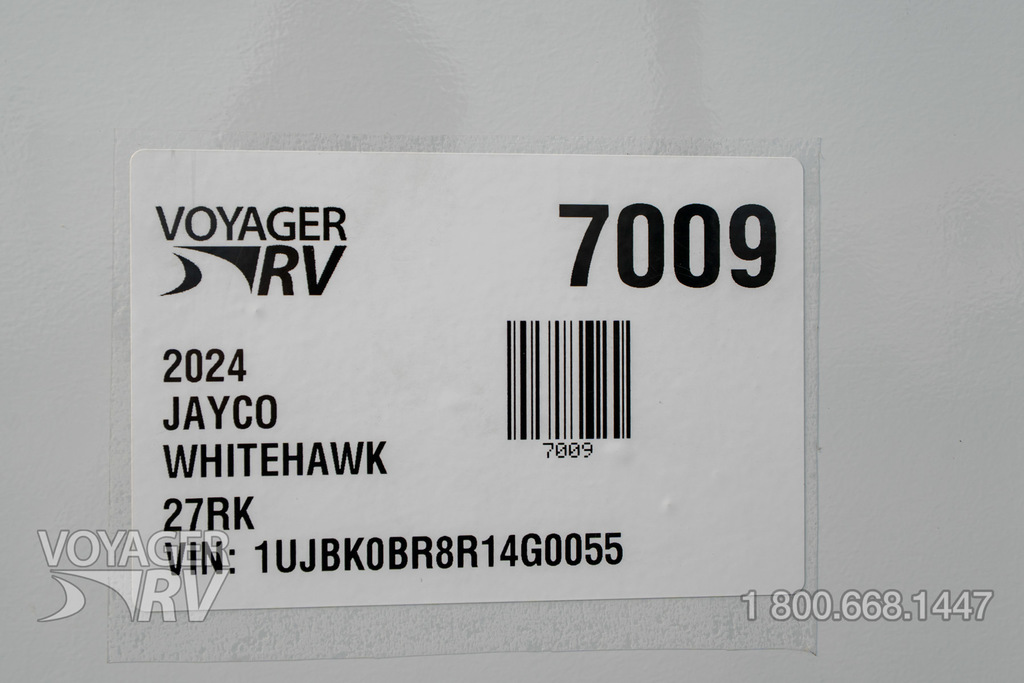 VOYAGER
RV
7009
7009
2024
JAYCO
WHITEHAWK
27RK
VIN: 1UJBK0BR8R14G0055
VOYAGER
RV
1 800.668.1447